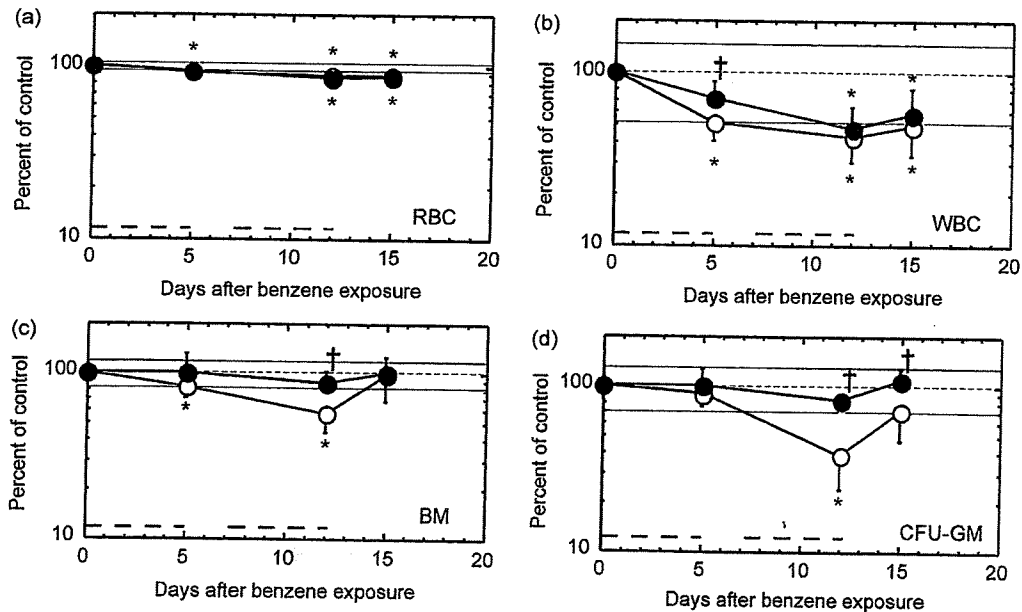 (a)
* * *
100
* *
Percent of control
10
RBC
0 5 10 15 20
Days after benzene exposure
(b)
100
†
* *
* * *
Percent of control
10
WBC
0 5 10 15 20
Days after benzene exposure
(c)
100
†
* *
Percent of control
10
BM
0 5 10 15 20
Days after benzene exposure
(d)
100
† †
*
Percent of control
10
CFU-GM
0 5 10 15 20
Days after benzene exposure